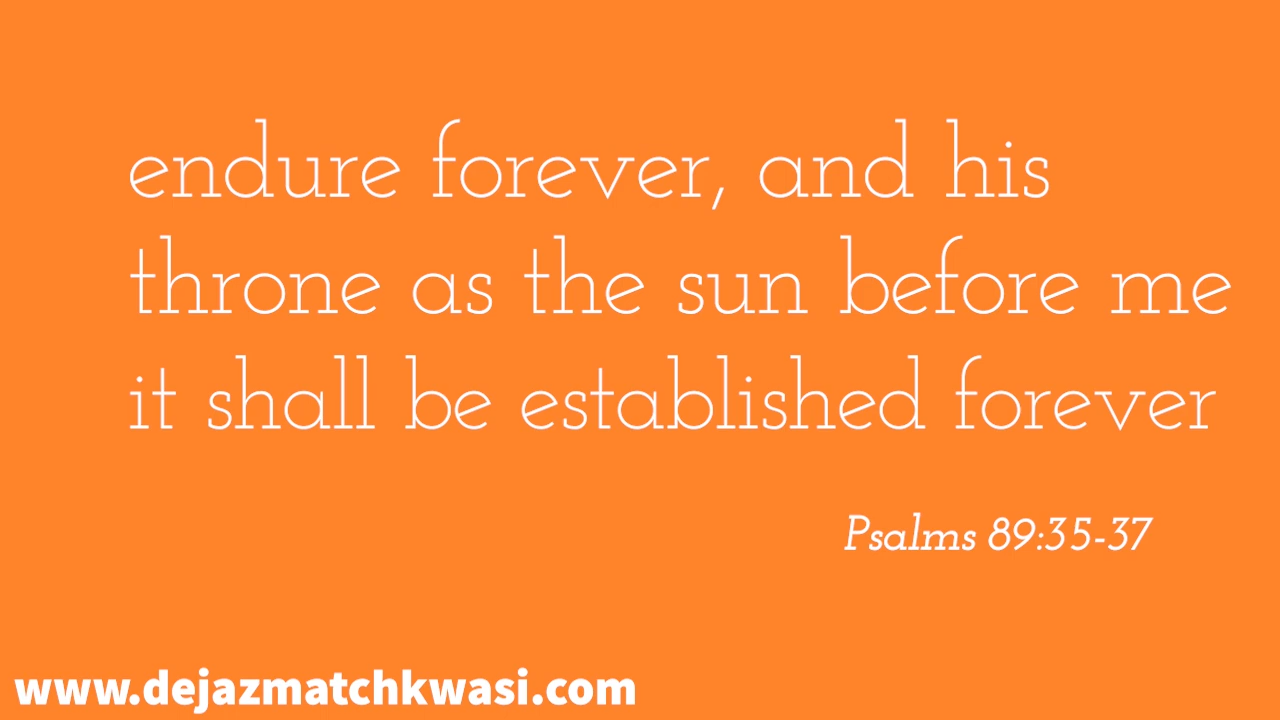 endure forever, and his
throne as the sun before me
it shall be established forever
Psalms 89:35-37
www.dejazmatchkwasi.com